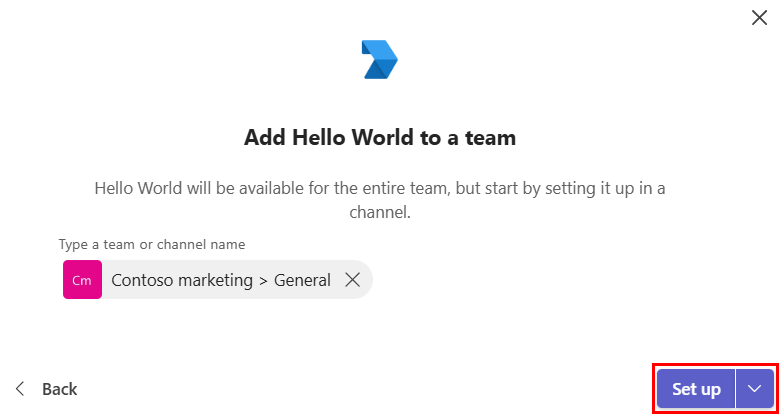 Add Hello World to a team
Hello World will be available for the entire team, but start by setting it up in a
channel.
Type a team or channel name
Cm Contoso marketing > General
Back
Set up